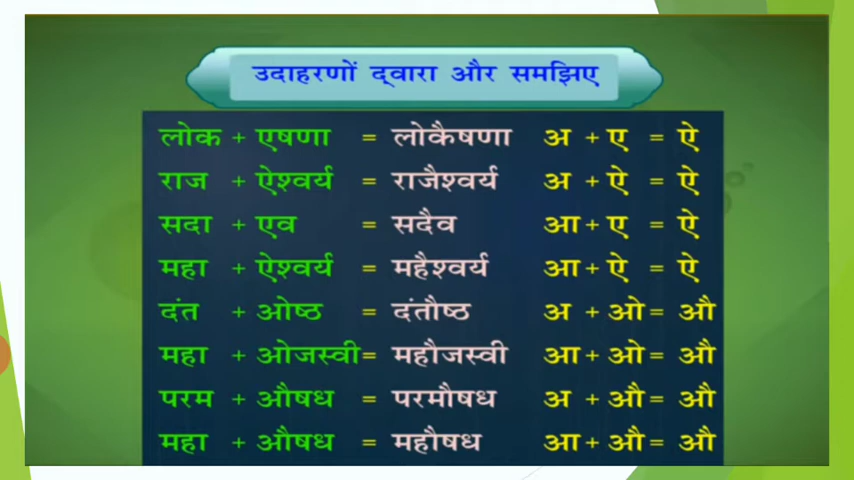 उदाहरणों द्वारा और समझिए
लोक + एषणा = लोकैषणा अ + ए = ऐ
राज + ऐश्वर्य = राजैश्वर्य अ + ऐ = ऐ
सदा + एव = सदैव आ + ए = ऐ
महा + ऐश्वर्य = महैश्वर्य आ + ऐ = ऐ
दंत + ओष्ठ = दंतौष्ठ अ + ओ = औ
महा + ओजस्वी = महौजस्वी आ + ओ = औ
परम + औषध = परमौषध अ + औ = औ
महा + औषध = महौषध आ + औ = औ